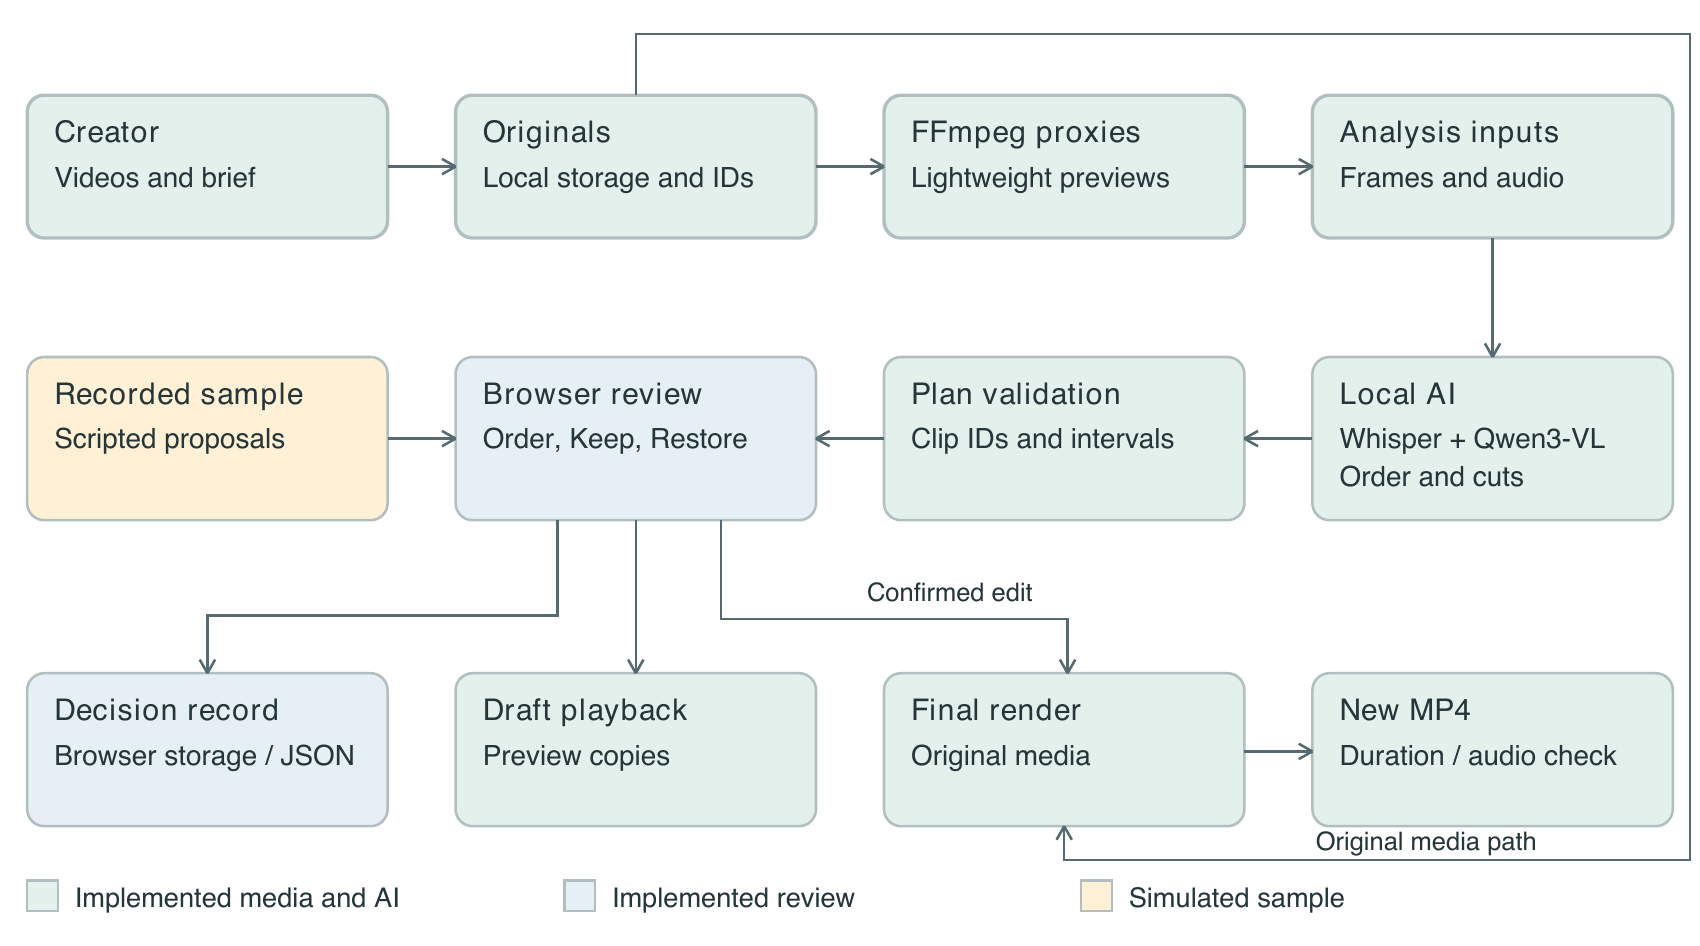 Creator
Videos and brief
Originals
Local storage and IDs
FFmpeg proxies
Lightweight previews
Analysis inputs
Frames and audio
Recorded sample
Scripted proposals
Browser review
Order, Keep, Restore
Plan validation
Clip IDs and intervals
Local AI
Whisper + Qwen3-VL
Order and cuts
Confirmed edit
Decision record
Browser storage / JSON
Draft playback
Preview copies
Final render
Original media
New MP4
Duration / audio check
Original media path
Implemented media and AI
Implemented review
Simulated sample